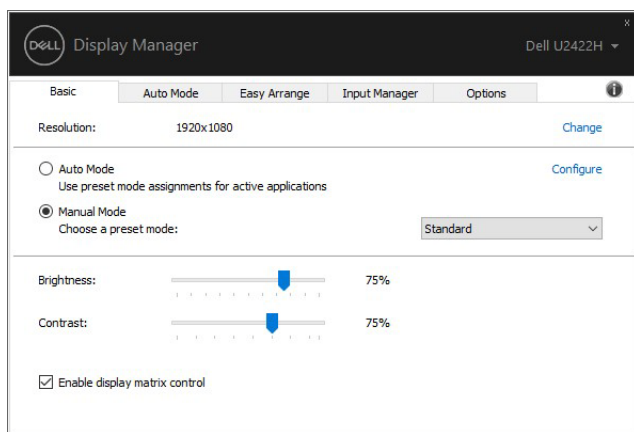 x
DELL Display Manager Dell U2422H
Basic Auto Mode Easy Arrange Input Manager Options i
Resolution: 1920x1080 Change
Auto Mode Configure
Use preset mode assignments for active applications
Manual Mode
Choose a preset mode: Standard
Brightness: 75%
Contrast: 75%
Enable display matrix control